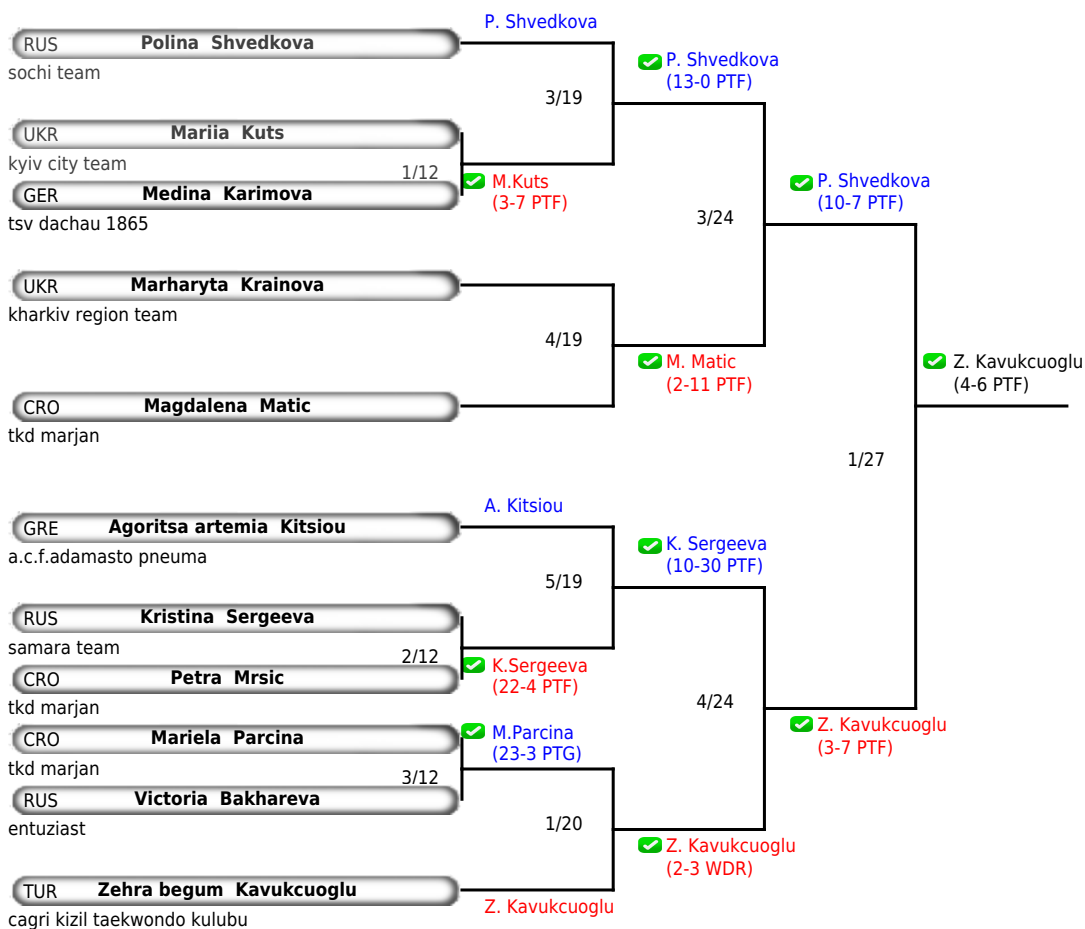 P. Shvedkova
RUS Polina Shvedkova
sochi team
P. Shvedkova
(13-0 PTF)
3/19
UKR Mariia Kuts
kyiv city team
1/12
GER Medina Karimova
tsv dachau 1865
M.Kuts
(3-7 PTF)
P. Shvedkova
(10-7 PTF)
3/24
UKR Marharyta Krainova
kharkiv region team
4/19
M. Matic
(2-11 PTF)
Z. Kavukcuoglu
(4-6 PTF)
CRO Magdalena Matic
tkd marjan
1/27
A. Kitsiou
GRE Agoritsa artemia Kitsiou
a.c.f.adamasto pneuma
K. Sergeeva
(10-30 PTF)
5/19
RUS Kristina Sergeeva
samara team
2/12
CRO Petra Mrsic
tkd marjan
K.Sergeeva
(22-4 PTF)
4/24
CRO Mariela Parcina
tkd marjan
M.Parcina
(23-3 PTG)
Z. Kavukcuoglu
(3-7 PTF)
3/12
RUS Victoria Bakhareva
entuziast
1/20
Z. Kavukcuoglu
(2-3 WDR)
TUR Zehra begum Kavukcuoglu
cagri kizil taekwondo kulubu
Z. Kavukcuoglu